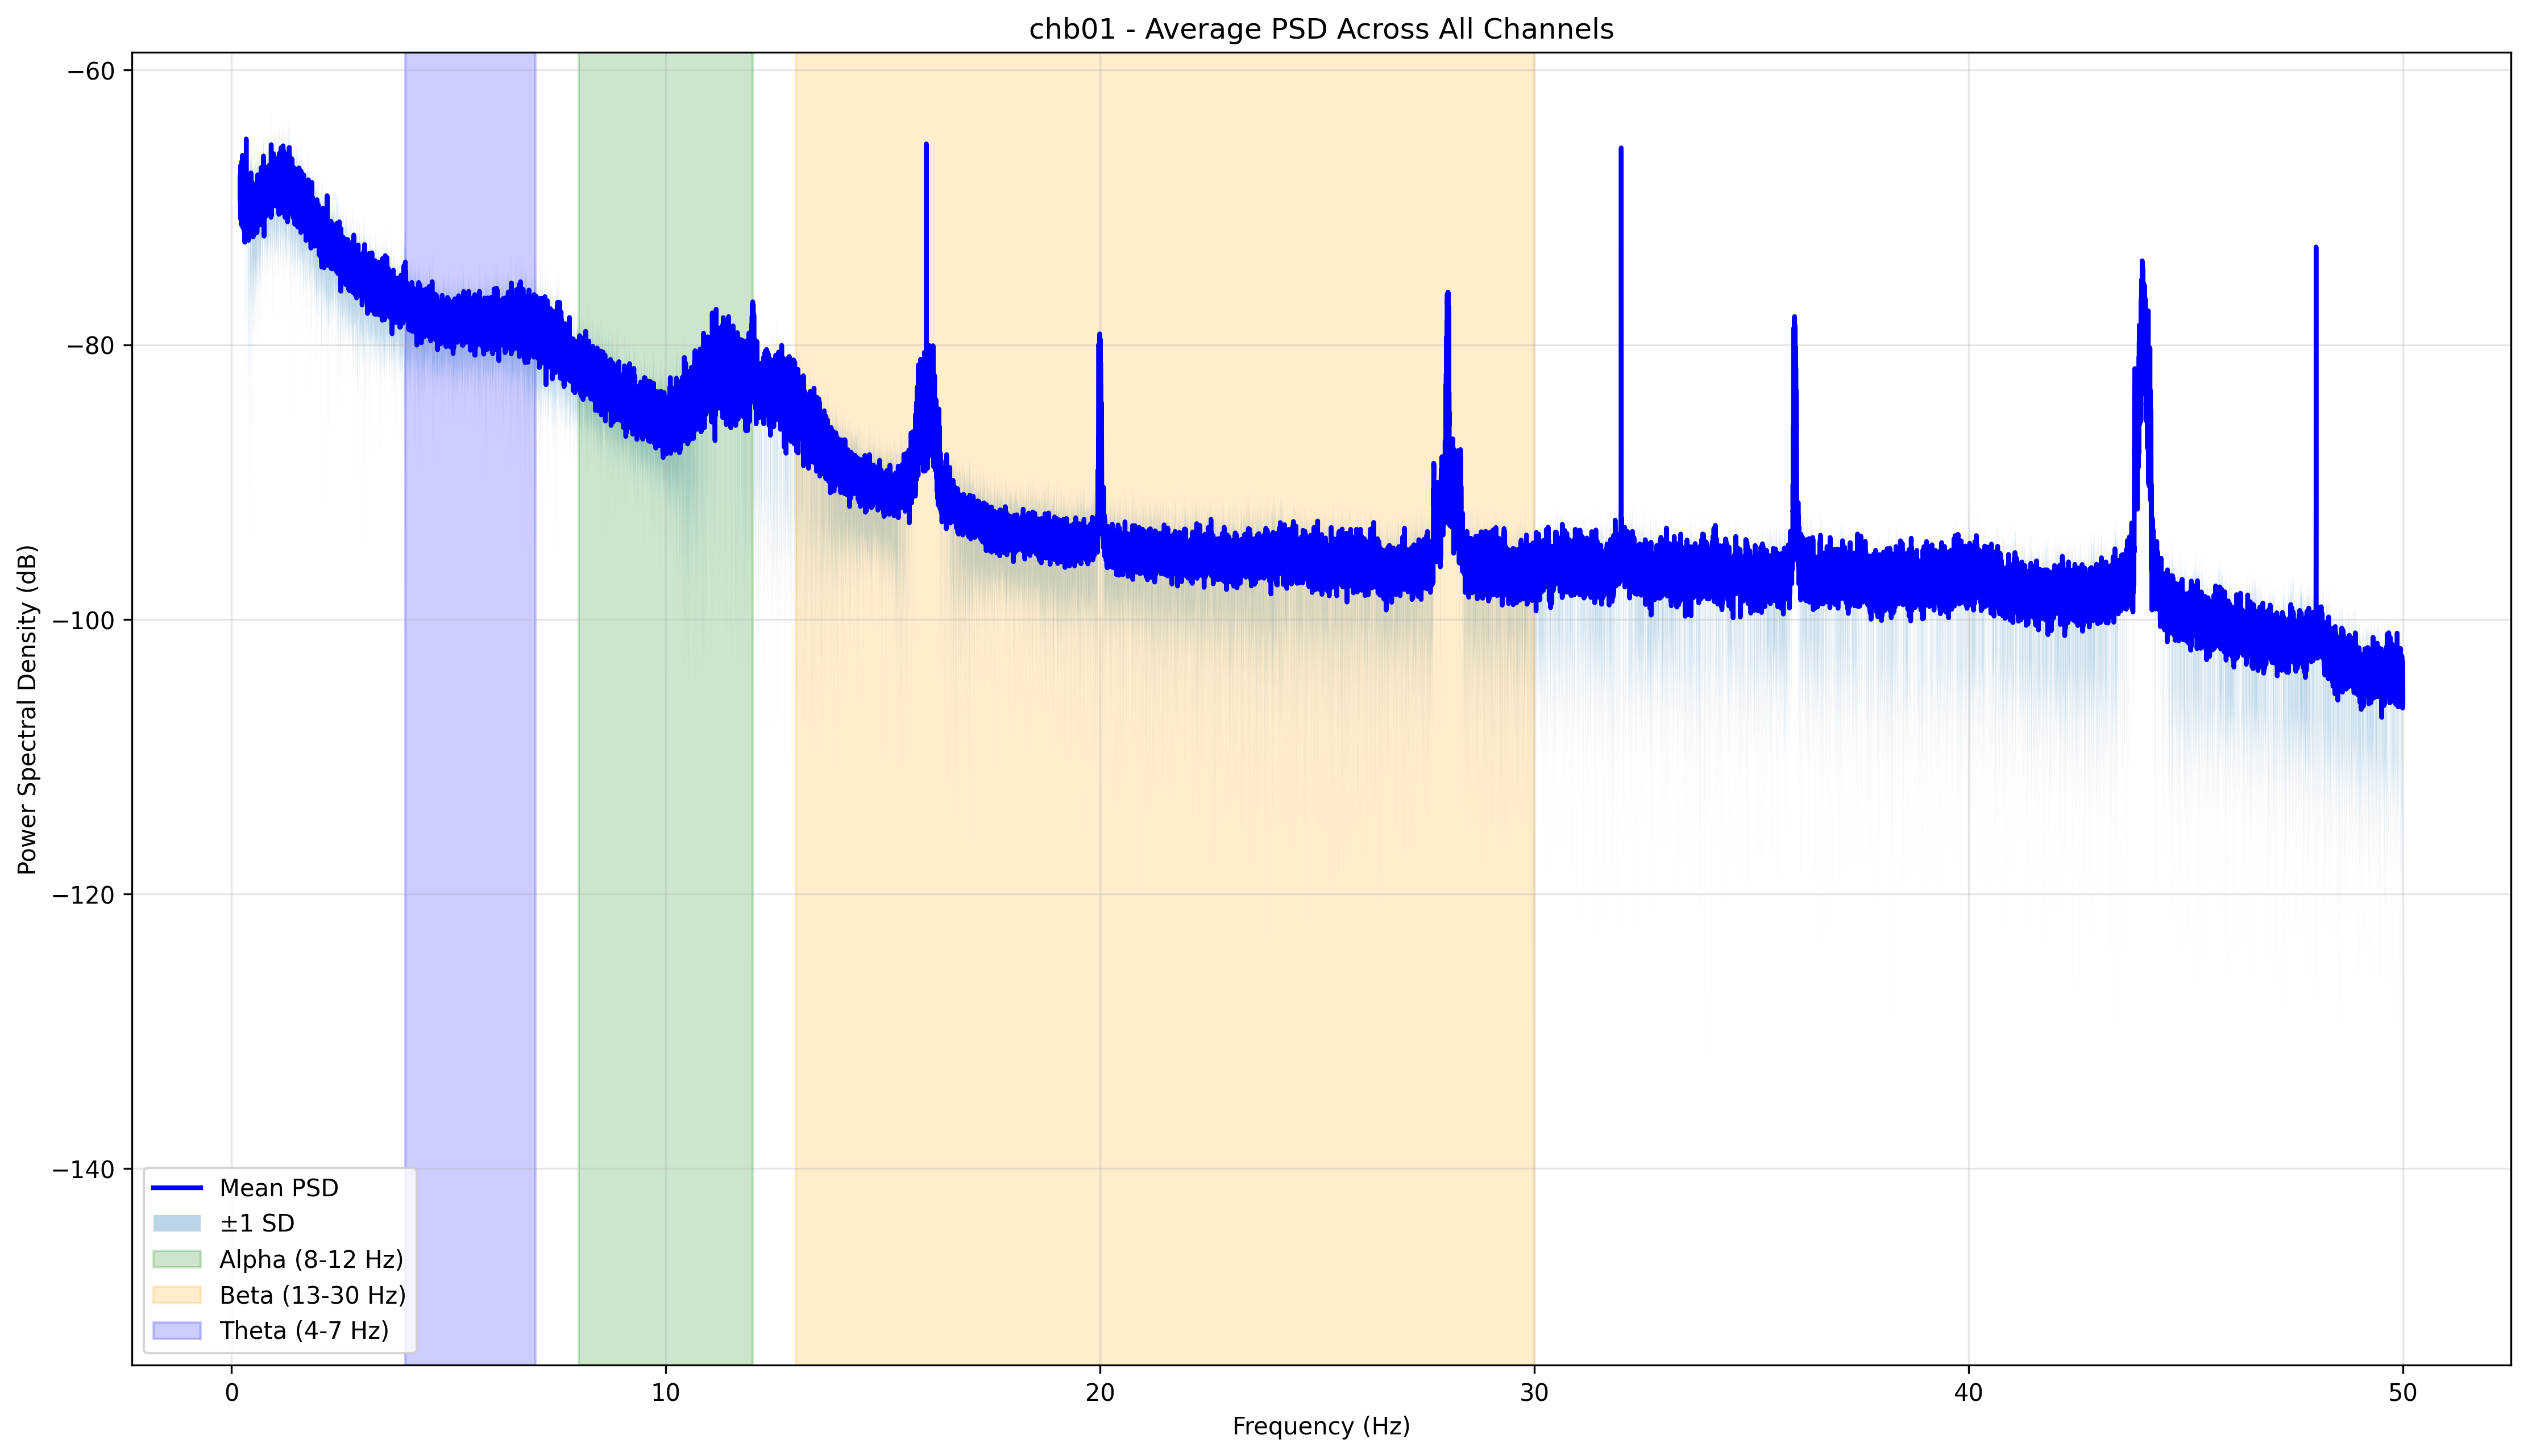 chb01 - Average PSD Across All Channels
Power Spectral Density (dB)
−60
−80
−100
−120
−140
Mean PSD
±1 SD
Alpha (8-12 Hz)
Beta (13-30 Hz)
Theta (4-7 Hz)
0 10 20 30 40 50
Frequency (Hz)